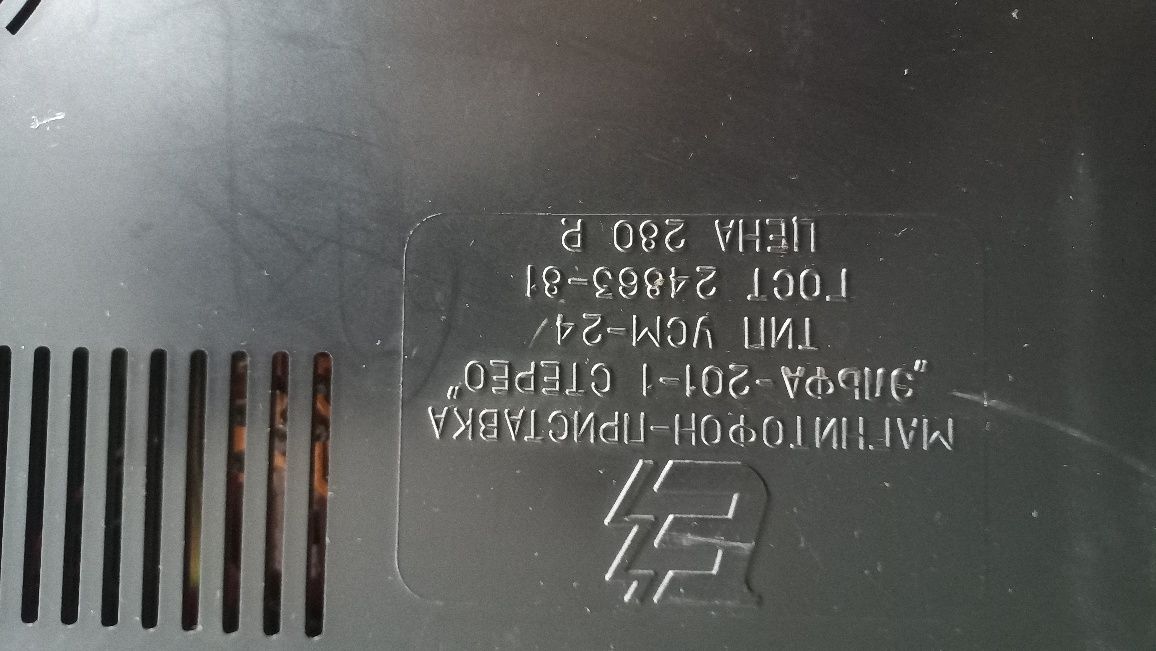 МАГНИТОФОН-ПРИСТАВКА
„ЭЛЬФА-201-1 СТЕРЕО"
ТИП УСМ-24
ГОСТ 24863-81
ЦЕНА 280 Р